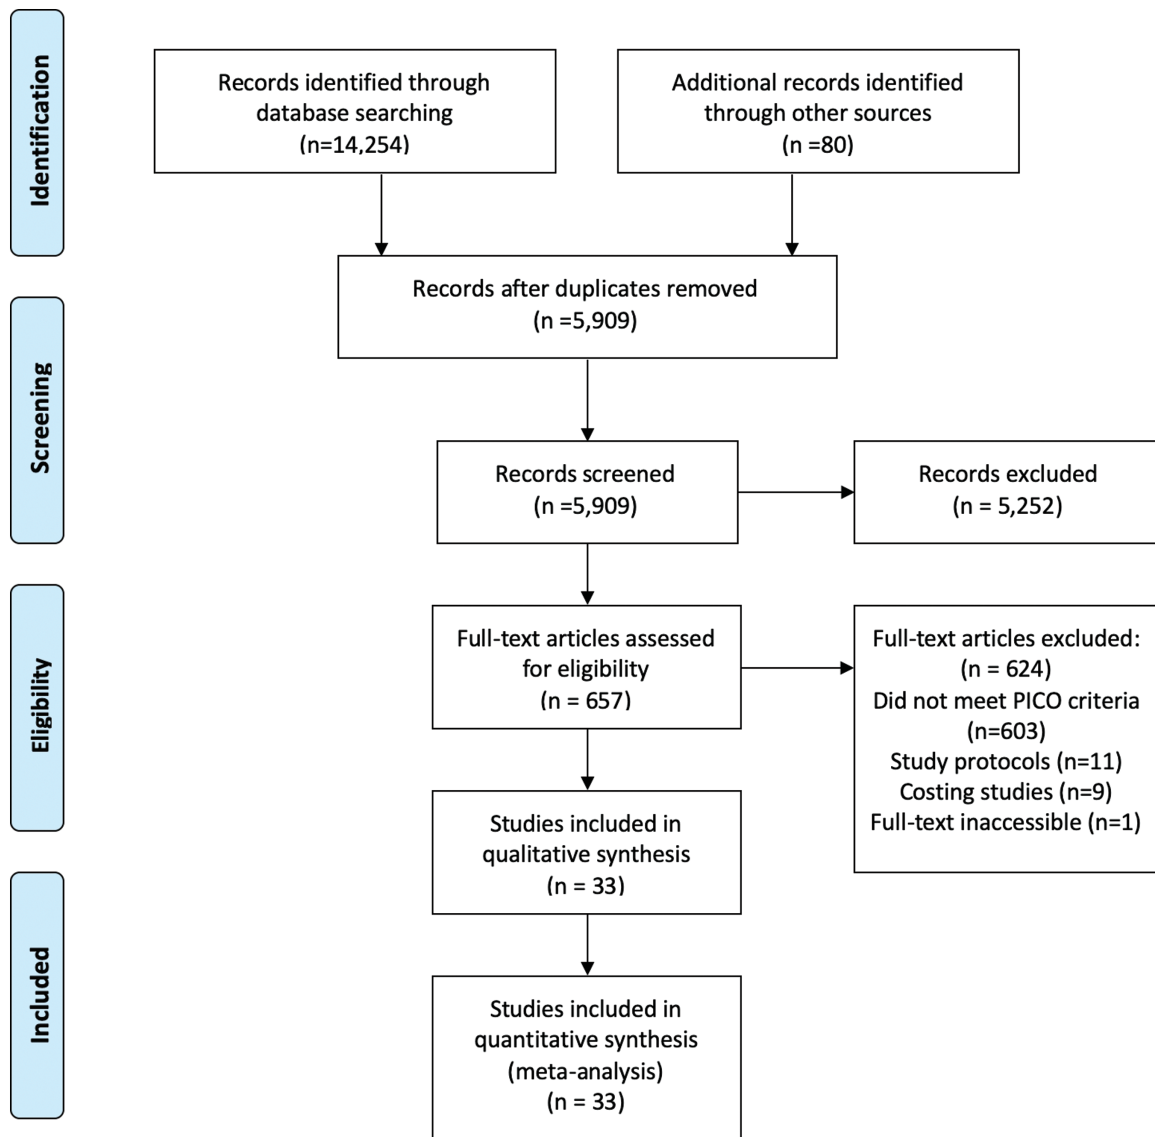 Identification
Records identified through
database searching
(n=14,254)
Additional records identified
through other sources
(n =80)
Records after duplicates removed
(n =5,909)
Screening
Records screened
(n =5,909)
Records excluded
(n = 5,252)
Eligibility
Full-text articles assessed
for eligibility
(n = 657)
Full-text articles excluded:
(n = 624)
Did not meet PICO criteria
(n=603)
Study protocols (n=11)
Costing studies (n=9)
Full-text inaccessible (n=1)
Studies included in
qualitative synthesis
(n = 33)
Included
Studies included in
quantitative synthesis
(meta-analysis)
(n = 33)